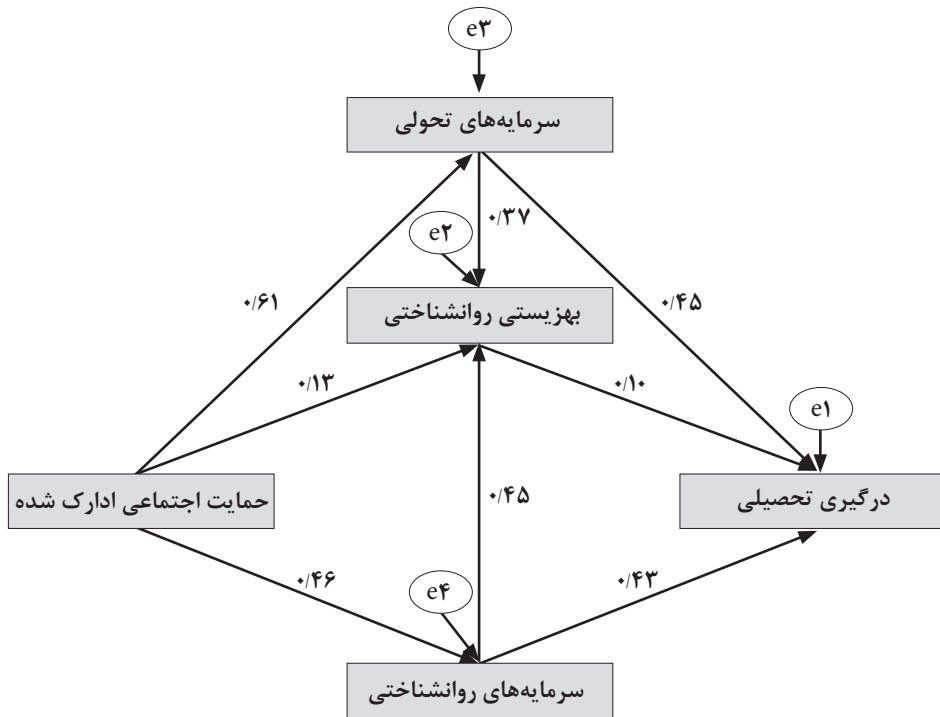 e۳
سرمایه‌های تحولی
۰/۳۷
e۲
۰/۶۱
۰/۴۵
بهزیستی روانشناختی
۰/۱۳
۰/۱۰
e۱
حمایت اجتماعی ادارک شده
۰/۴۵
درگیری تحصیلی
۰/۴۶
e۴
۰/۴۳
سرمایه‌های روانشناختی